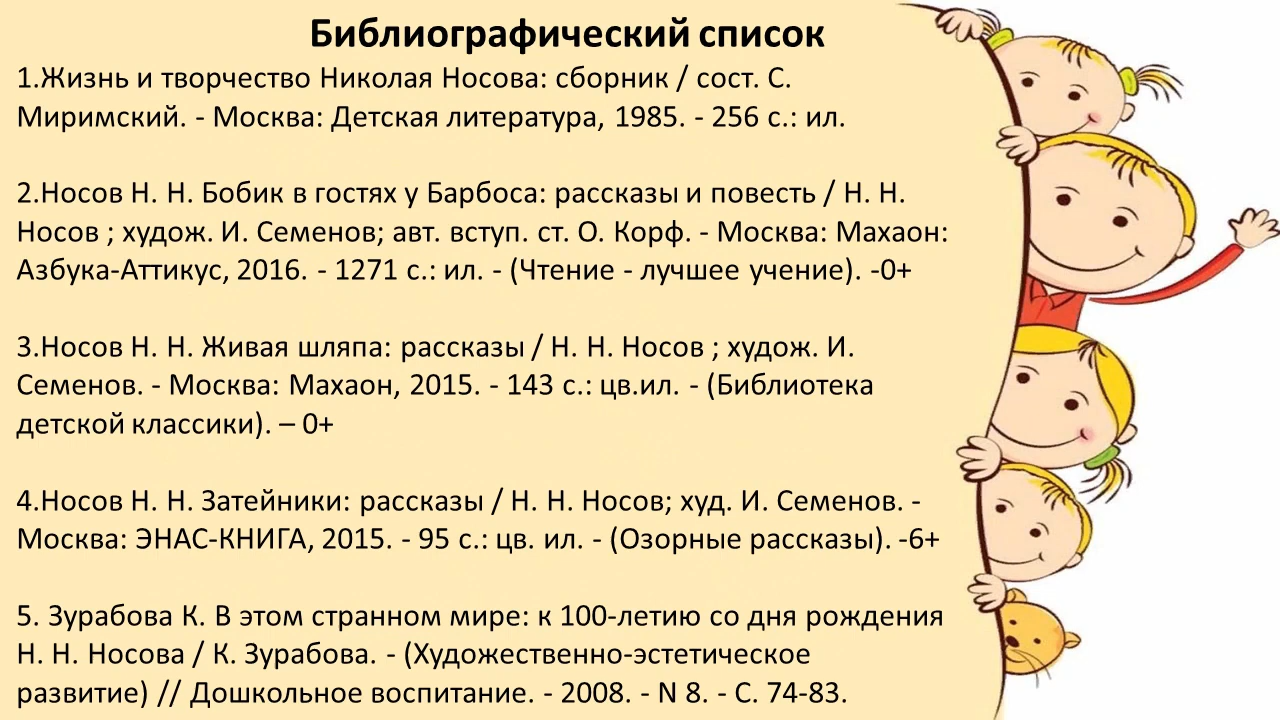 Библиографический список
1.Жизнь и творчество Николая Носова: сборник / сост. С.
Миримский. - Москва: Детская литература, 1985. - 256 с.: ил.
2.Носов Н. Н. Бобик в гостях у Барбоса: рассказы и повесть / Н. Н.
Носов ; худож. И. Семенов; авт. вступ. ст. О. Корф. - Москва: Махаон:
Азбука-Аттикус, 2016. - 1271 с.: ил. - (Чтение - лучшее учение). -0+
3.Носов Н. Н. Живая шляпа: рассказы / Н. Н. Носов ; худож. И.
Семенов. - Москва: Махаон, 2015. - 143 с.: цв.ил. - (Библиотека
детской классики). – 0+
4.Носов Н. Н. Затейники: рассказы / Н. Н. Носов; худ. И. Семенов. -
Москва: ЭНАС-КНИГА, 2015. - 95 с.: цв. ил. - (Озорные рассказы). -6+
5. Зурабова К. В этом странном мире: к 100-летию со дня рождения
Н. Н. Носова / К. Зурабова. - (Художественно-эстетическое
развитие) // Дошкольное воспитание. - 2008. - N 8. - С. 74-83.